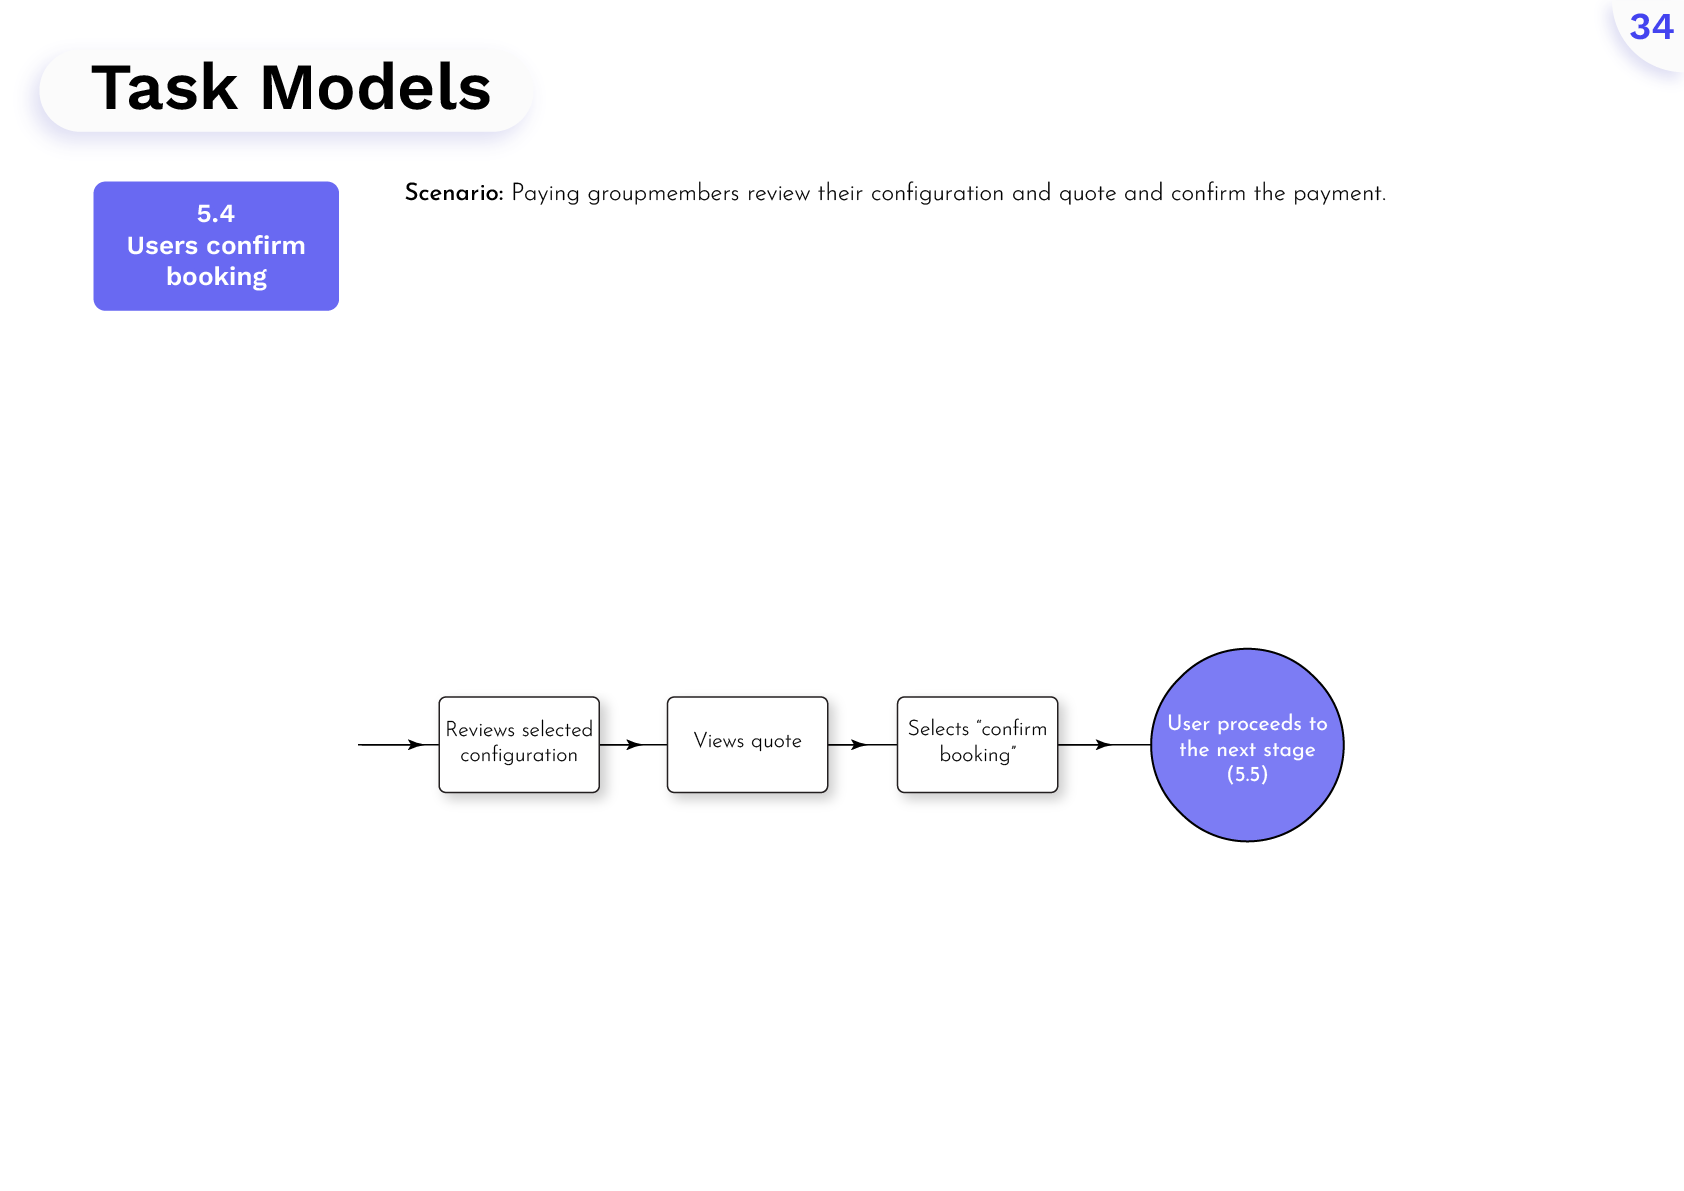 34
Task Models
5.4
Users confirm
booking
Scenario: Paying groupmembers review their configuration and quote and confirm the payment.
Reviews selected
configuration
Views quote
Selects “confirm
booking”
User proceeds to
the next stage
(5.5)